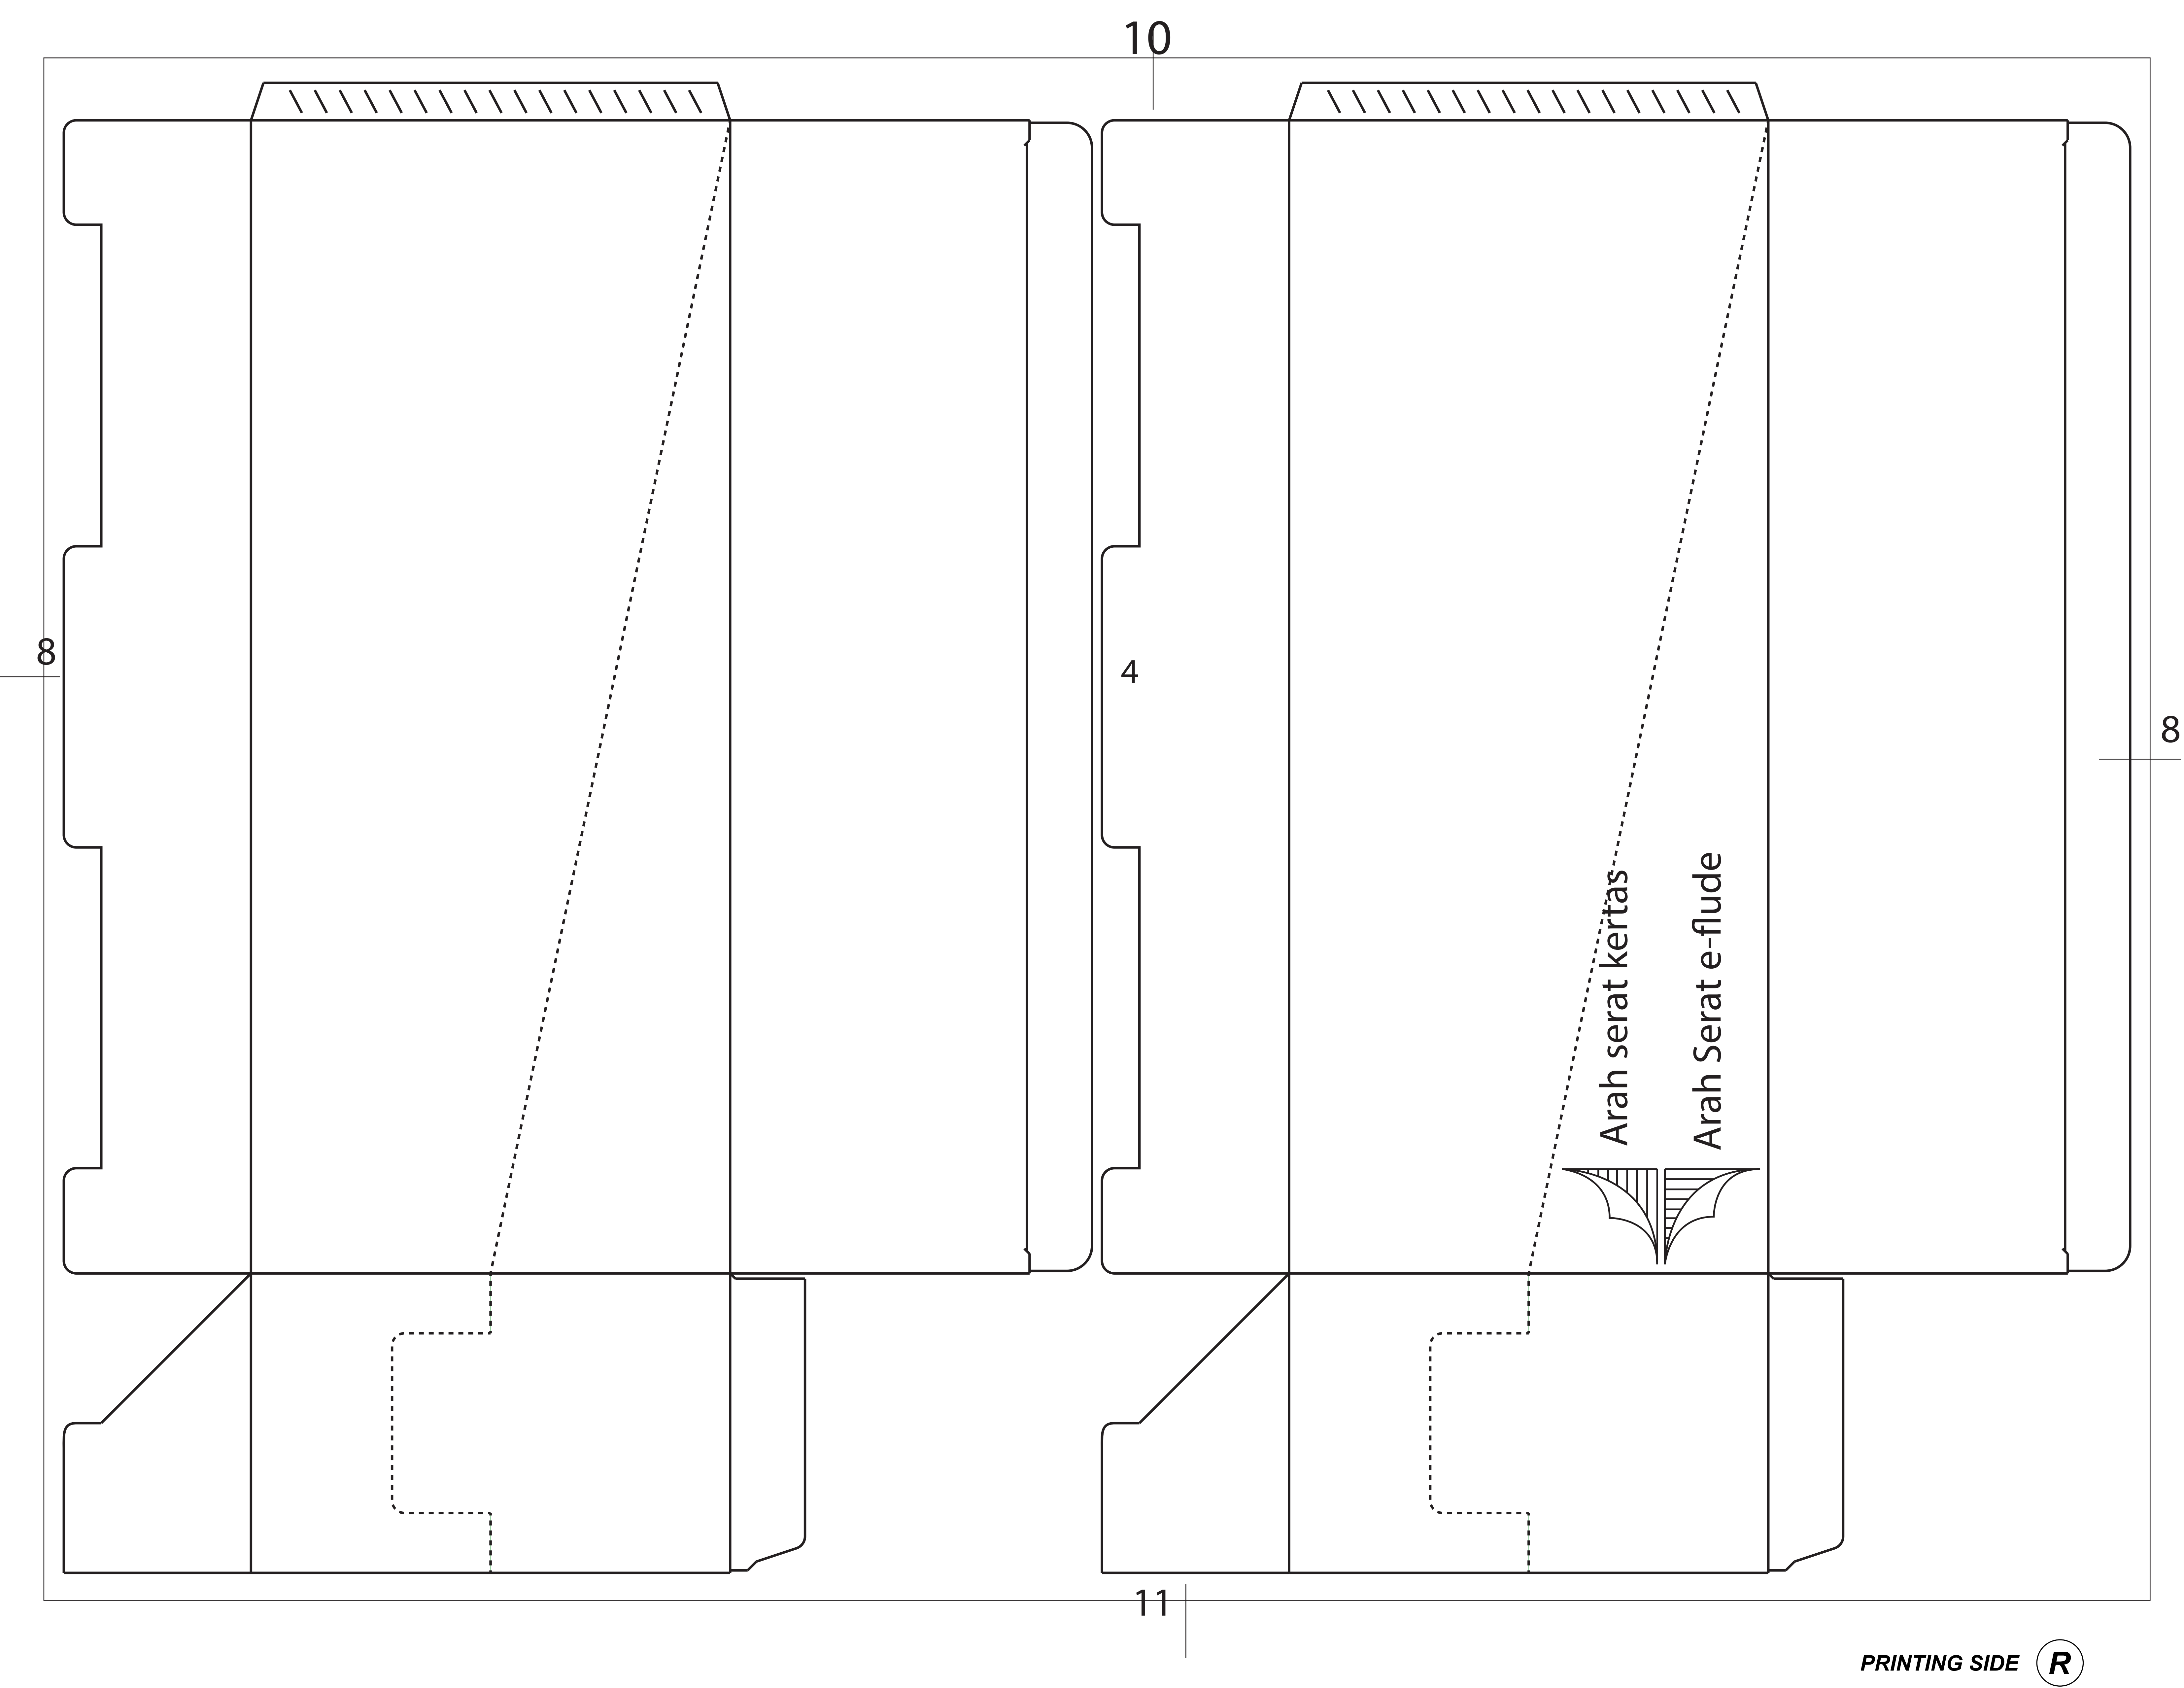 10
8
4
8
Arah serat kertas
Arah Serat e-flude
11
PRINTING SIDE R